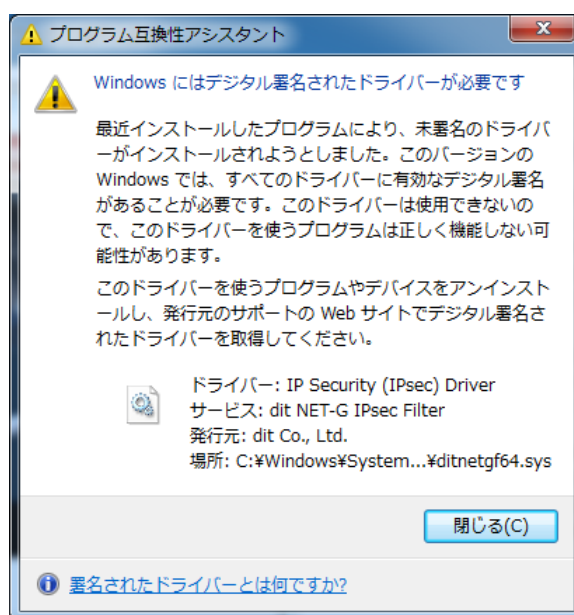 プログラム互換性アシスタント
Windows にはデジタル署名されたドライバーが必要です
最近インストールしたプログラムにより、未署名のドライバ
ーがインストールされようとしました。このバージョンの
Windows では、すべてのドライバーに有効なデジタル署名
があることが必要です。このドライバーは使用できないの
で、このドライバーを使うプログラムは正しく機能しない可
能性があります。
このドライバーを使うプログラムやデバイスをアンインスト
ールし、発行元のサポートの Web サイトでデジタル署名さ
れたドライバーを取得してください。
ドライバー: IP Security (IPsec) Driver
サービス: dit NET-G IPsec Filter
発行元: dit Co., Ltd.
場所: C:¥Windows¥System...¥ditnetgf64.sys
閉じる(C)
署名されたドライバーとは何ですか?